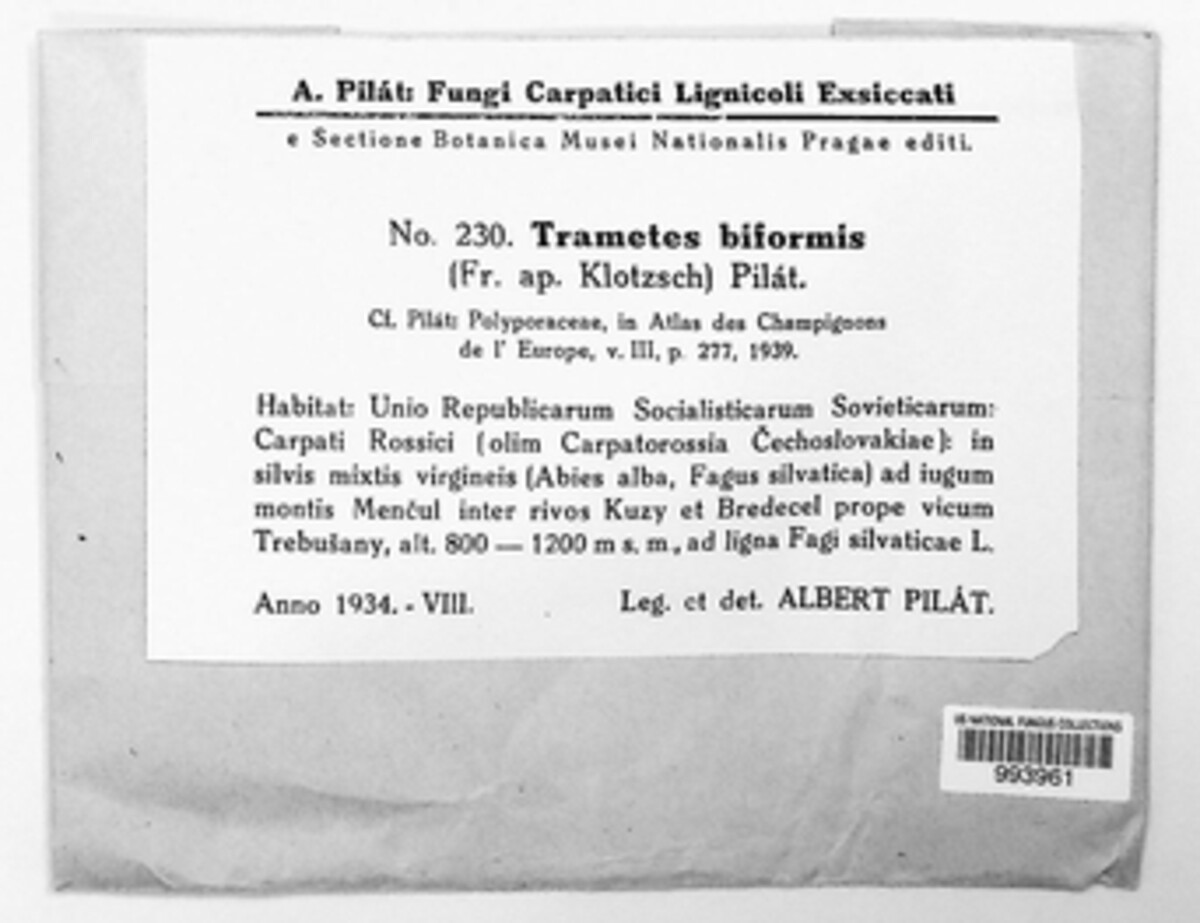 A. Pilát: Fungi Carpatici Lignicoli Exsiccati
e Sectione Botanica Musei Nationalis Pragae editi.
No. 230. Trametes biformis
(Fr. ap. Klotzsch) Pilát.
Cf. Pilát: Polyporaceae, in Atlas des Champignons
de l' Europe, v. III, p. 277, 1939.
Habitat: Unio Republicarum Socialisticarum Sovieticarum:
Carpati Rossici (olim Carpatorossia Čechoslovakiae): in
silvis mixtis virgineis (Abies alba, Fagus silvatica) ad iugum
montis Menčul inter rivos Kuzy et Bredecel prope vicum
Trebušany, alt. 800 — 1200 m s. m., ad ligna Fagi silvaticae L.
Anno 1934. - VIII. Leg. et det. ALBERT PILÁT.
US NATIONAL FUNGUS COLLECTIONS
993961